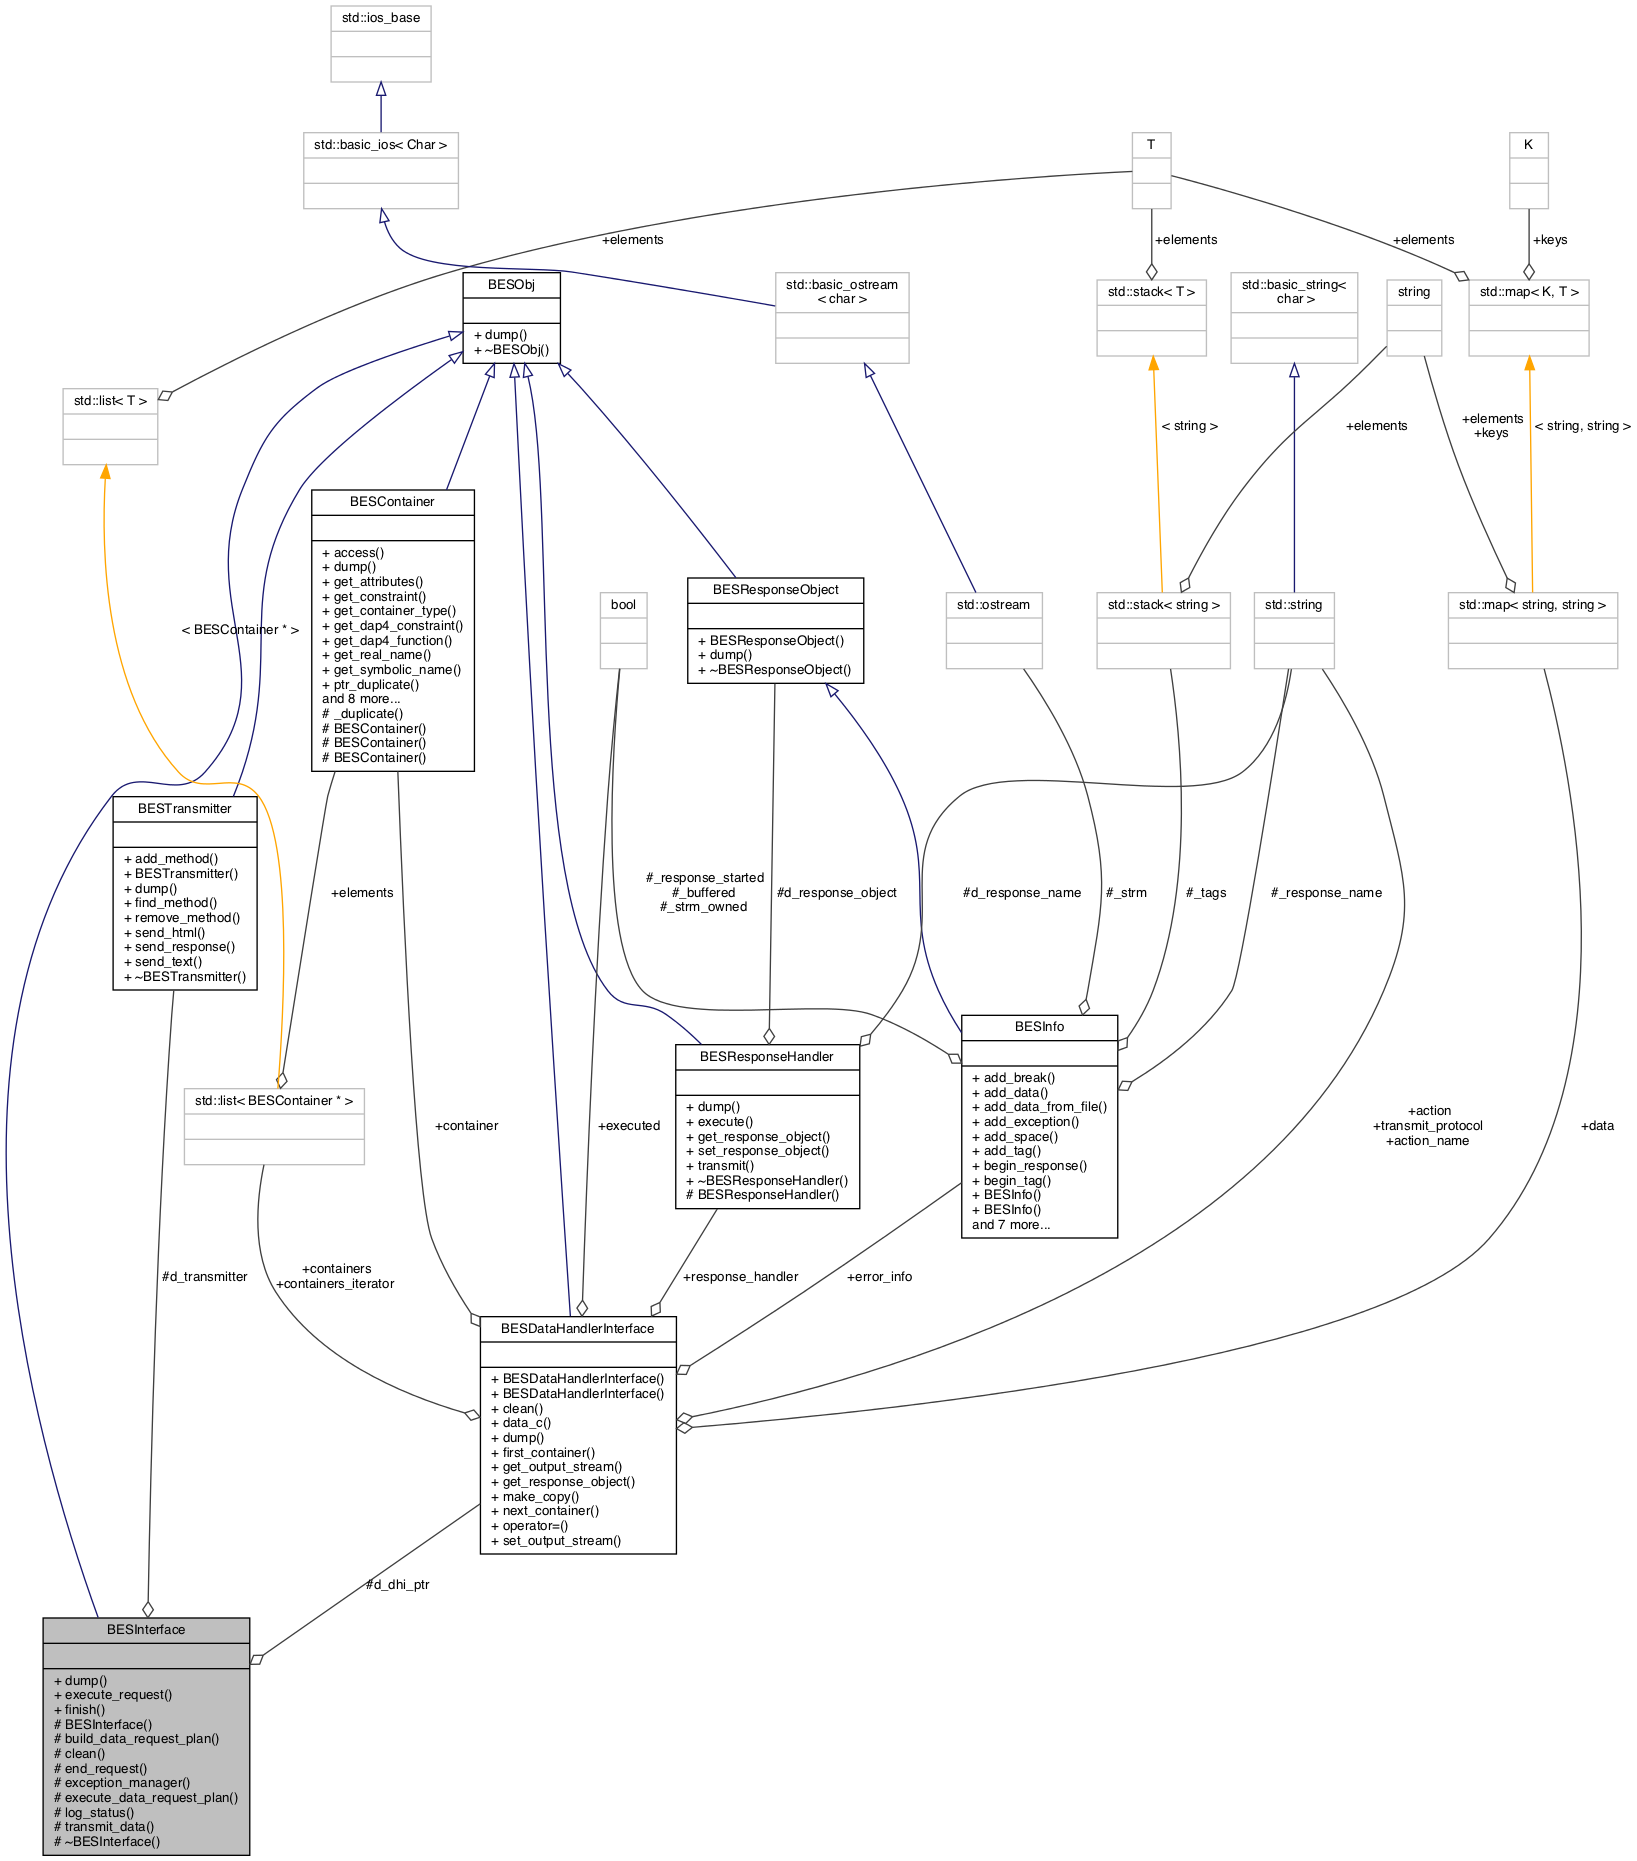 std::ios_base
std::basic_ios< Char >
T
K
+elements
+elements
+elements
+keys
BESObj
+ dump()
+ ~BESObj()
std::basic_ostream
< char >
std::stack< T >
std::basic_string<
char >
string
std::map< K, T >
std::list< T >
< string >
+elements
+elements
+keys
< string, string >
BESContainer
+ access()
+ dump()
+ get_attributes()
+ get_constraint()
+ get_container_type()
+ get_dap4_constraint()
+ get_dap4_function()
+ get_real_name()
+ get_symbolic_name()
+ ptr_duplicate()
and 8 more...
# _duplicate()
# BESContainer()
# BESContainer()
# BESContainer()
< BESContainer * >
bool
BESResponseObject
+ BESResponseObject()
+ dump()
+ ~BESResponseObject()
std::ostream
std::stack< string >
std::string
std::map< string, string >
BESTransmitter
+ add_method()
+ BESTransmitter()
+ dump()
+ find_method()
+ remove_method()
+ send_html()
+ send_response()
+ send_text()
+ ~BESTransmitter()
+elements
#_response_started
#_buffered
#_strm_owned
#d_response_object
#d_response_name
#_strm
#_tags
#_response_name
std::list< BESContainer * >
+container
+executed
BESResponseHandler
+ dump()
+ execute()
+ get_response_object()
+ set_response_object()
+ transmit()
+ ~BESResponseHandler()
# BESResponseHandler()
BESInfo
+ add_break()
+ add_data()
+ add_data_from_file()
+ add_exception()
+ add_space()
+ add_tag()
+ begin_response()
+ begin_tag()
+ BESInfo()
+ BESInfo()
and 7 more...
+action
+transmit_protocol
+action_name
+data
#d_transmitter
+containers
+containers_iterator
+response_handler
+error_info
BESDataHandlerInterface
+ BESDataHandlerInterface()
+ BESDataHandlerInterface()
+ clean()
+ data_c()
+ dump()
+ first_container()
+ get_output_stream()
+ get_response_object()
+ make_copy()
+ next_container()
+ operator=()
+ set_output_stream()
#d_dhi_ptr
BESInterface
+ dump()
+ execute_request()
+ finish()
# BESInterface()
# build_data_request_plan()
# clean()
# end_request()
# exception_manager()
# execute_data_request_plan()
# log_status()
# transmit_data()
# ~BESInterface()